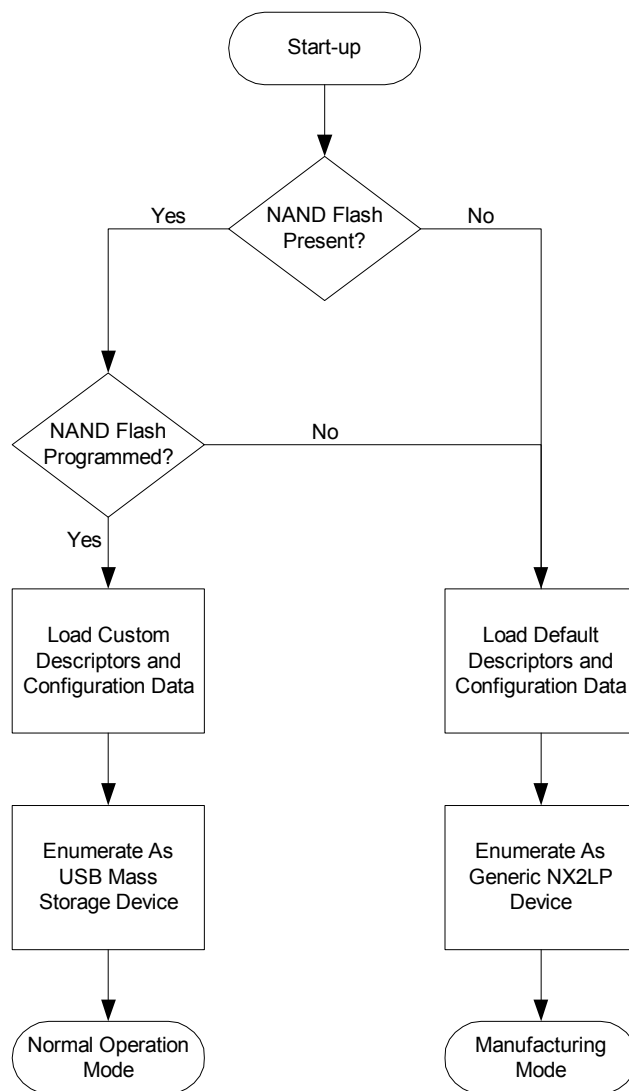 Start-up
NAND Flash
Present?
Yes
No
NAND Flash
Programmed?
No
Yes
Load Custom
Descriptors and
Configuration Data
Load Default
Descriptors and
Configuration Data
Enumerate As
USB Mass
Storage Device
Enumerate As
Generic NX2LP
Device
Normal Operation
Mode
Manufacturing
Mode